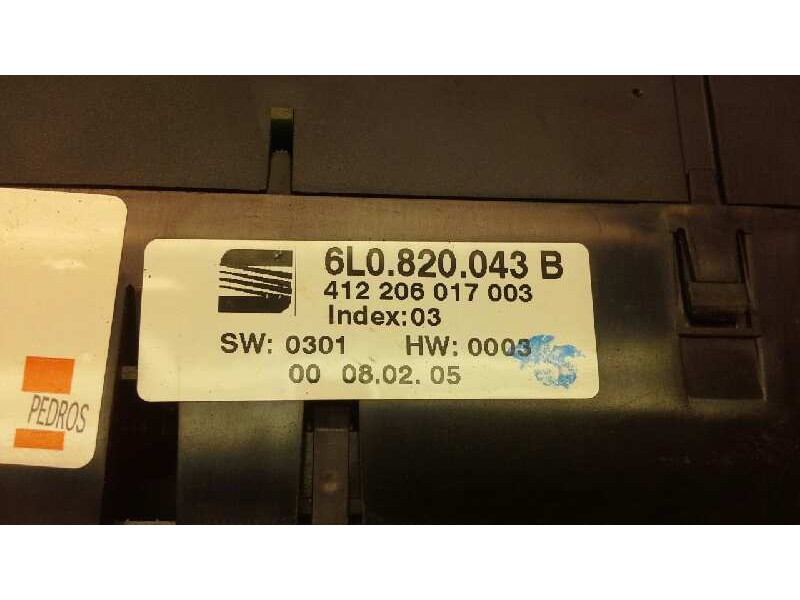 6L0.820.043 B
412 206 017 003
Index:03
SW: 0301 HW: 0003
00 08.02.05
PEDROS